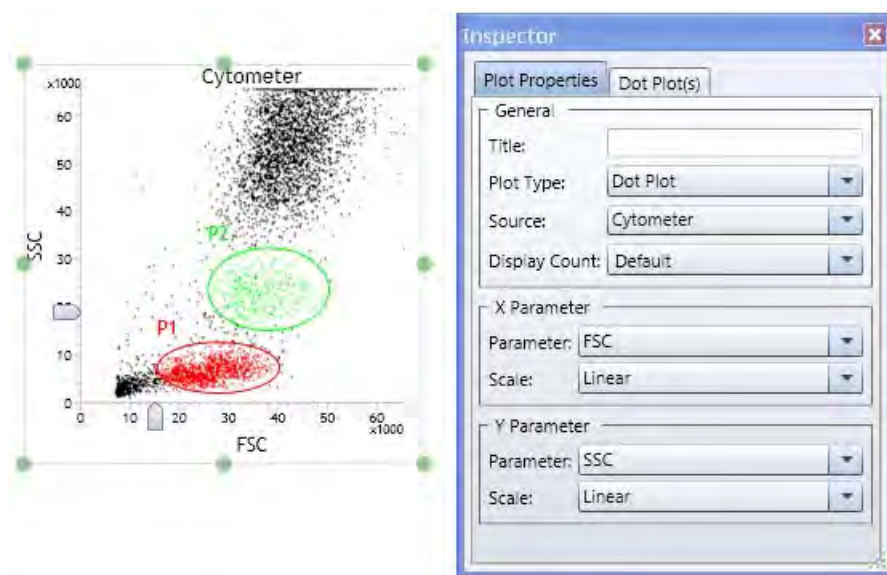 Cytometer
x1000
60
50
40
30
10
0
SSC
P2
P1
0 10 20 30 40 50 60
x1000
FSC
Inspector
Plot Properties Dot Plot(s)
General
Title:
Plot Type: Dot Plot
Source: Cytometer
Display Count: Default
X Parameter
Parameter: FSC
Scale: Linear
Y Parameter
Parameter: SSC
Scale: Linear